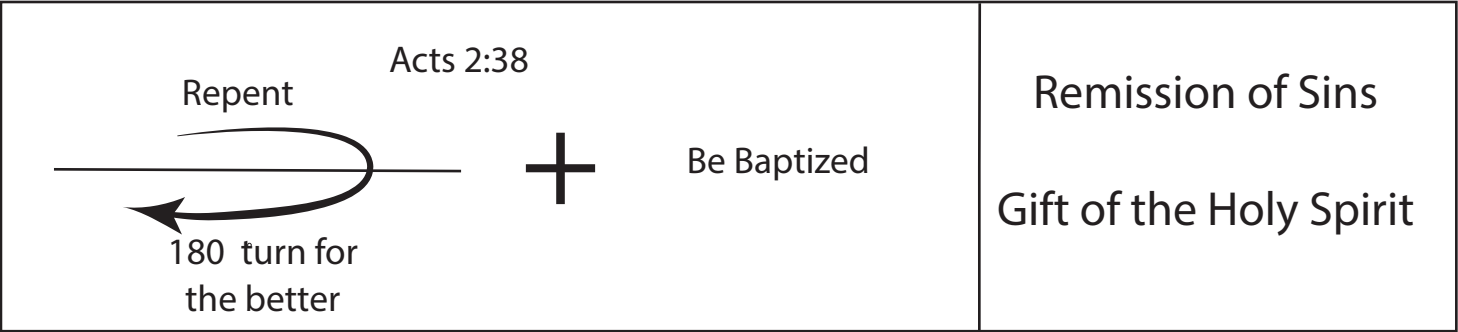 Acts 2:38
Repent
+
Be Baptized
180° turn for
the better
Remission of Sins
Gift of the Holy Spirit